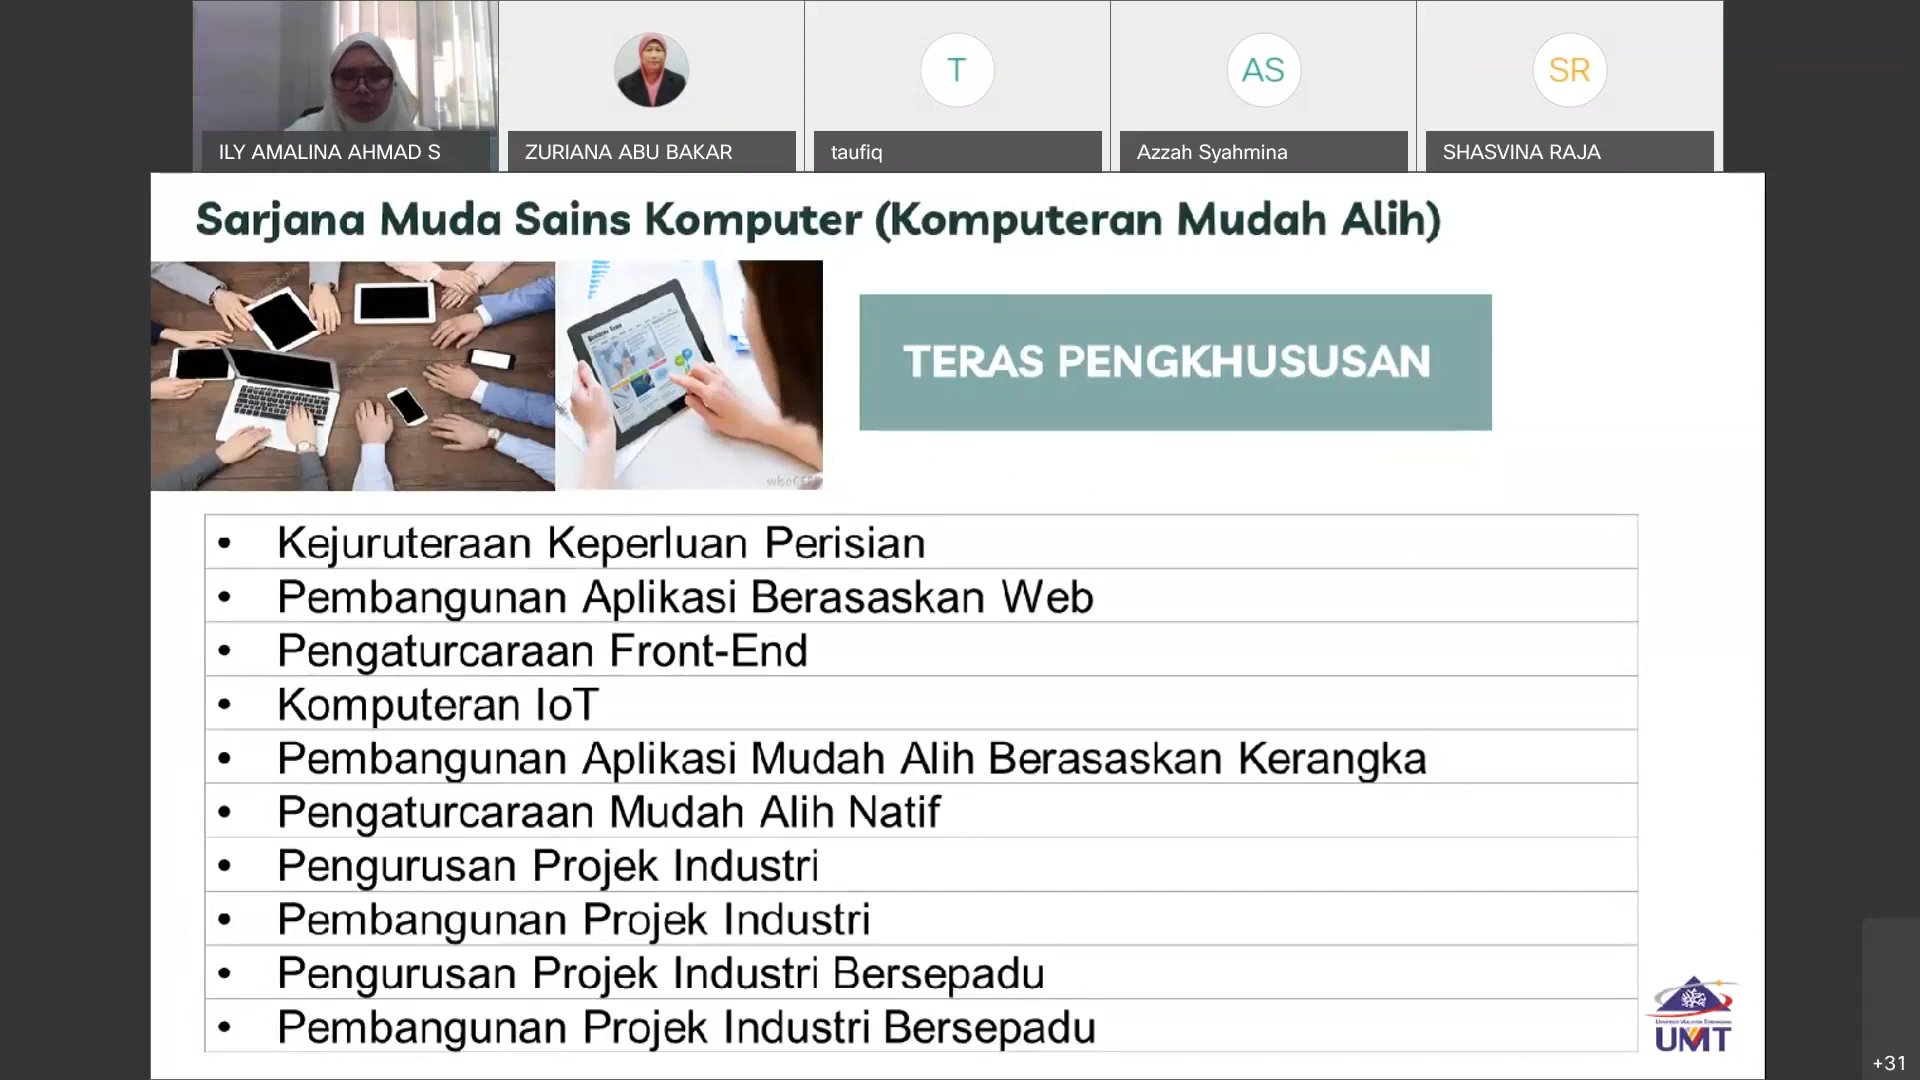 ILY AMALINA AHMAD S
ZURIANA ABU BAKAR
T
taufiq
AS
Azzah Syahmina
SR
SHASVINA RAJA
Sarjana Muda Sains Komputer (Komputeran Mudah Alih)
TERAS PENGKHUSUSAN
• Kejuruteraan Keperluan Perisian
• Pembangunan Aplikasi Berasaskan Web
• Pengaturcaraan Front-End
• Komputeran IoT
• Pembangunan Aplikasi Mudah Alih Berasaskan Kerangka
• Pengaturcaraan Mudah Alih Natif
• Pengurusan Projek Industri
• Pembangunan Projek Industri
• Pengurusan Projek Industri Bersepadu
• Pembangunan Projek Industri Bersepadu
UMT
+31